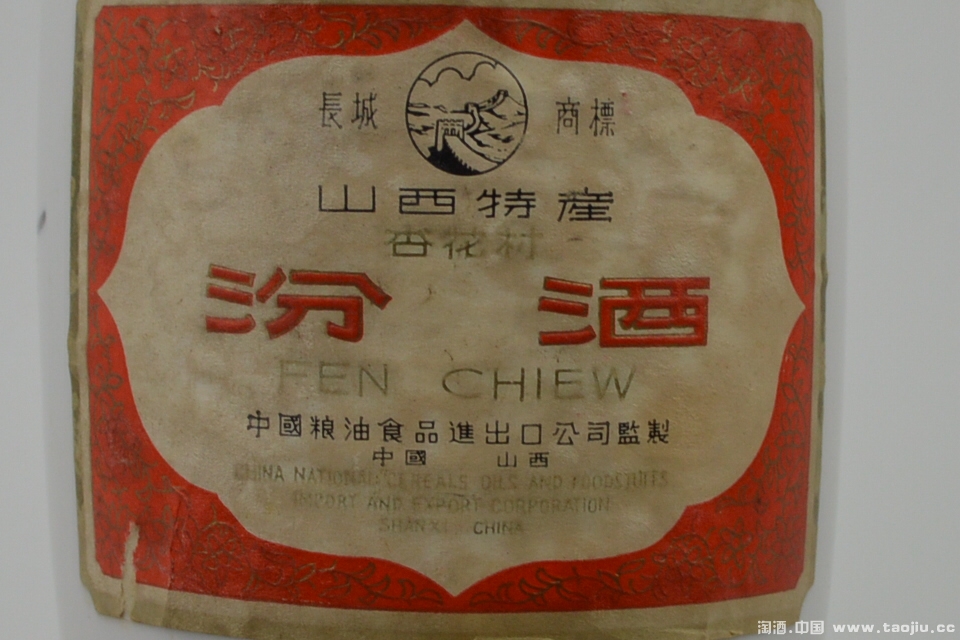 長城 商標
山西特産
杏花村
汾酒
FEN CHIEW
中國粮油食品進出口公司監製
中國 山西
CHINA NATIONAL CEREALS OILS AND FOODSTUFFS
IMPORT AND EXPORT CORPORATION
SHANXI CHINA
淘酒.中国 www.taojiu.cc